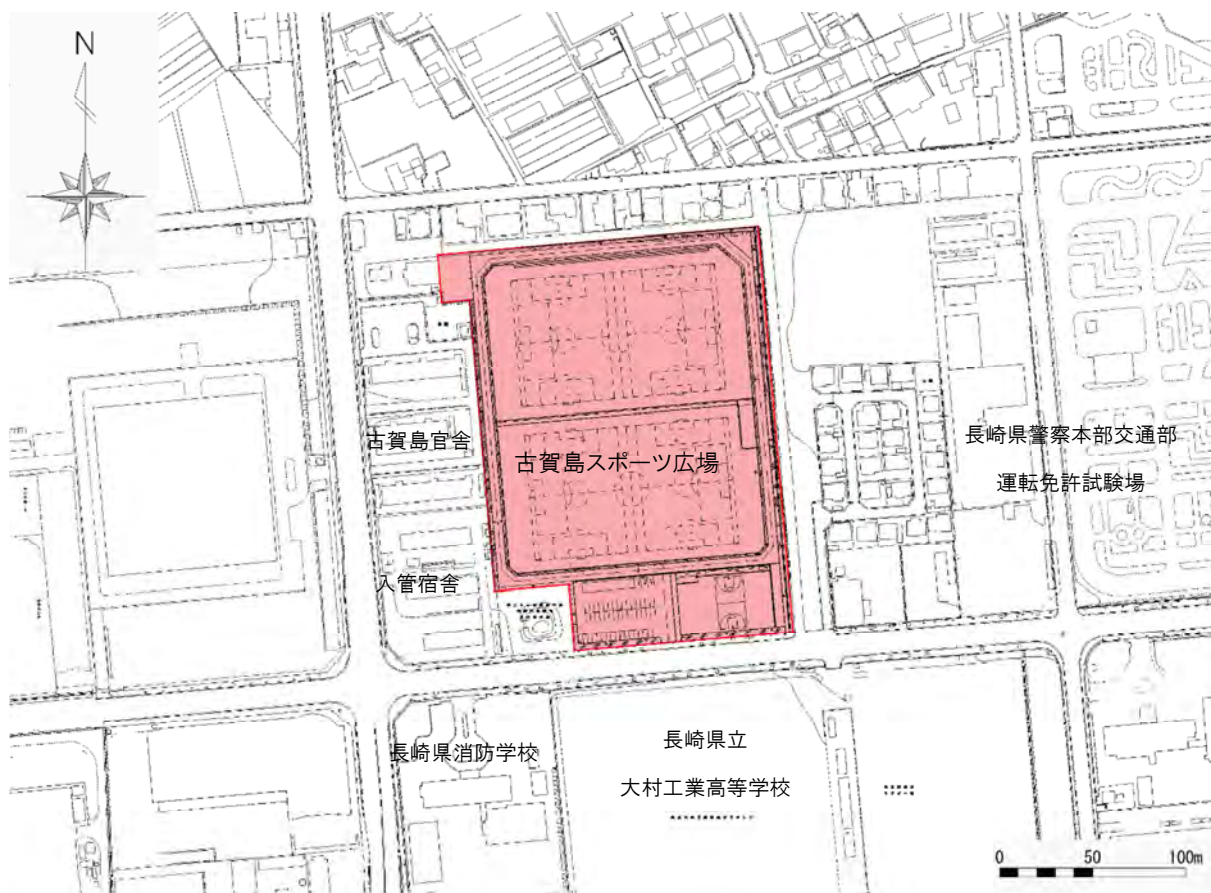 N
古賀島官舎
古賀島スポーツ広場
長崎県警察本部交通部
運転免許試験場
入管宿舎
長崎県消防学校
長崎県立
大村工業高等学校
0 50 100m